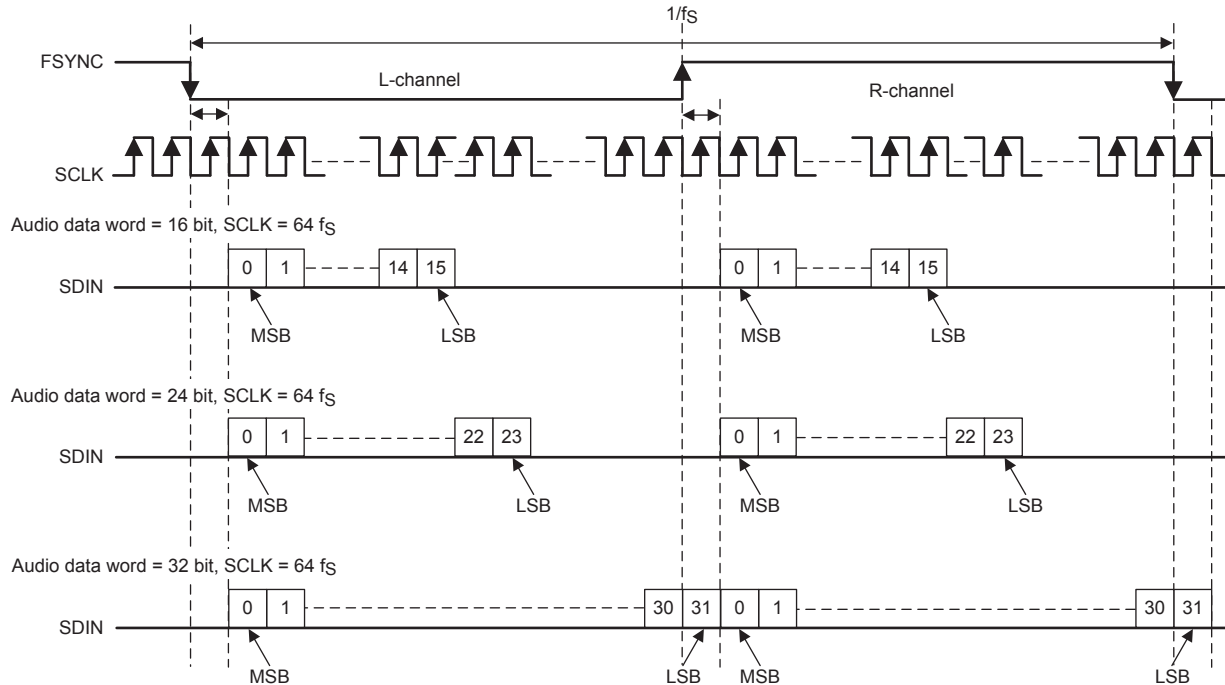 1/fS
FSYNC
L-channel
R-channel
SCLK
Audio data word = 16 bit, SCLK = 64 fS
SDIN
0 1 14 15 0 1 14 15
MSB LSB MSB LSB
Audio data word = 24 bit, SCLK = 64 fS
SDIN
0 1 22 23 0 1 22 23
MSB LSB MSB LSB
Audio data word = 32 bit, SCLK = 64 fS
SDIN
0 1 30 31 0 1 30 31
MSB LSB MSB LSB